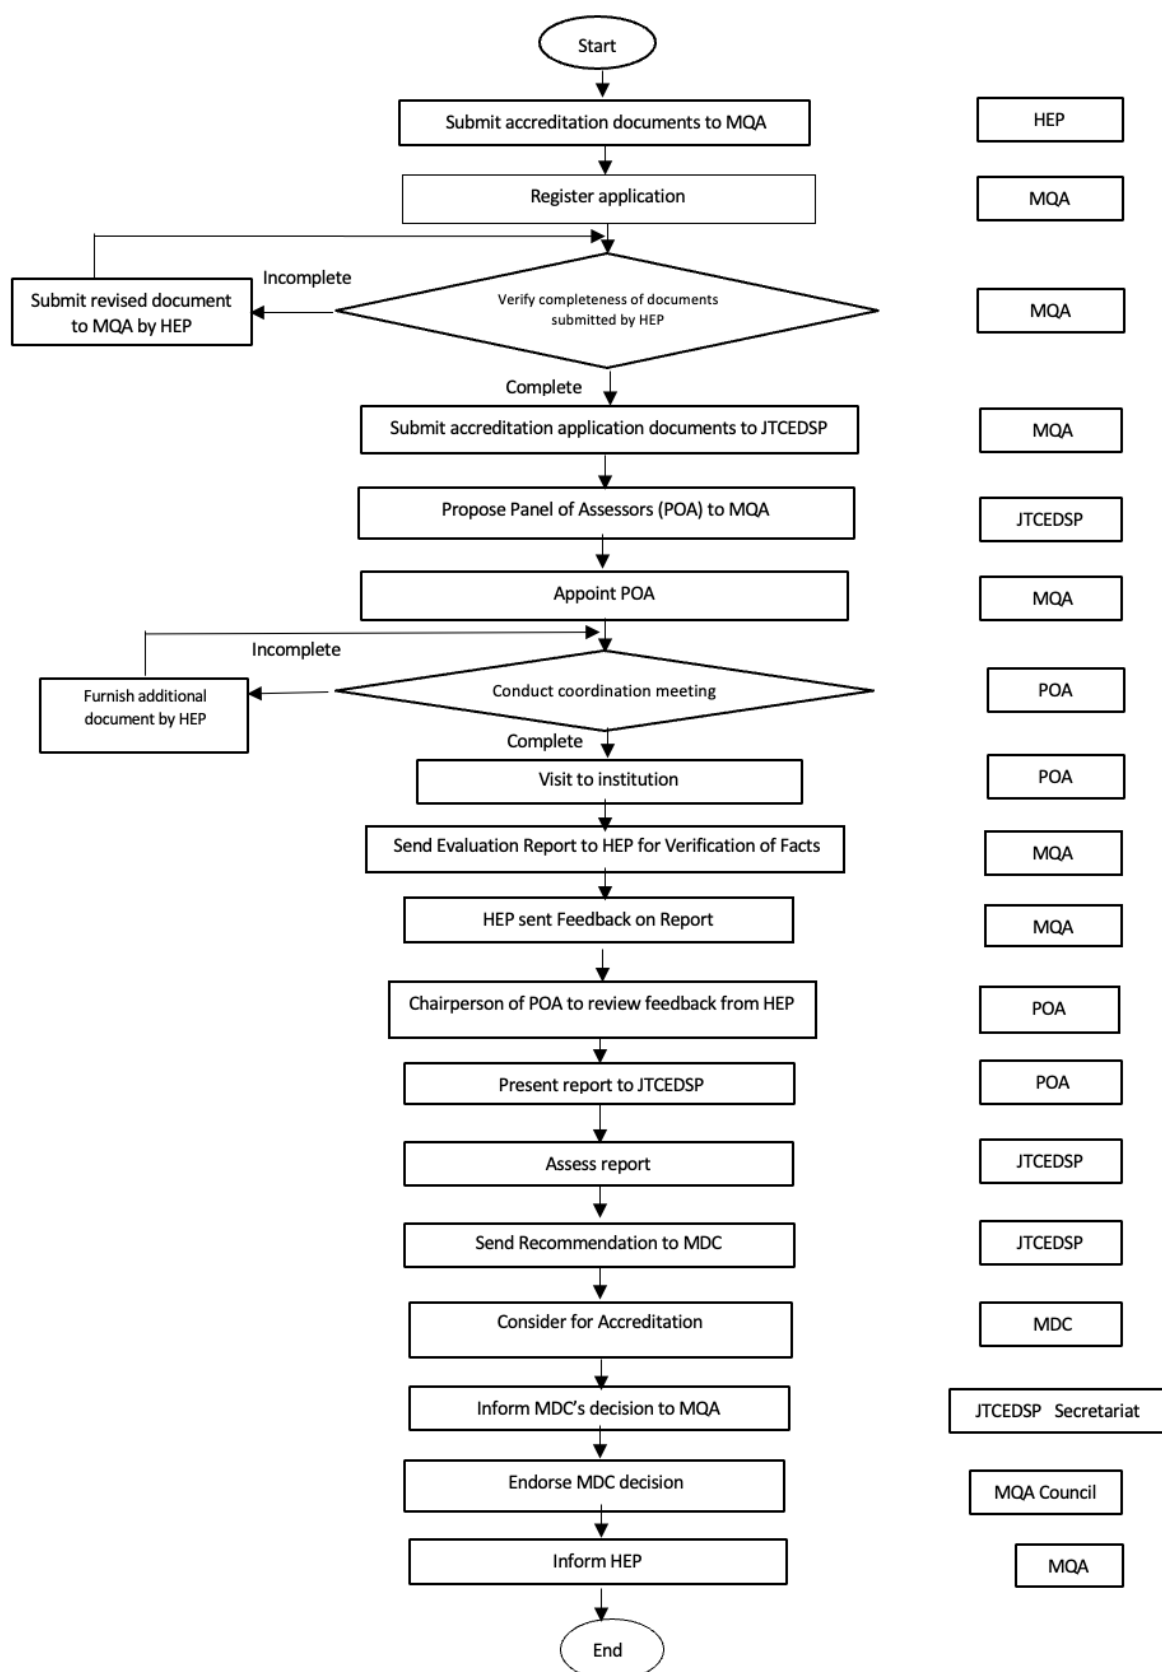 Start
Submit accreditation documents to MQA
HEP
Register application
MQA
Incomplete
Submit revised document
to MQA by HEP
Verify completeness of documents
submitted by HEP
MQA
Complete
Submit accreditation application documents to JTCEDSP
MQA
Propose Panel of Assessors (POA) to MQA
JTCEDSP
Appoint POA
MQA
Incomplete
Furnish additional
document by HEP
Conduct coordination meeting
POA
Complete
Visit to institution
POA
Send Evaluation Report to HEP for Verification of Facts
MQA
HEP sent Feedback on Report
MQA
Chairperson of POA to review feedback from HEP
POA
Present report to JTCEDSP
POA
Assess report
JTCEDSP
Send Recommendation to MDC
JTCEDSP
Consider for Accreditation
MDC
Inform MDC’s decision to MQA
JTCEDSP Secretariat
Endorse MDC decision
MQA Council
Inform HEP
MQA
End